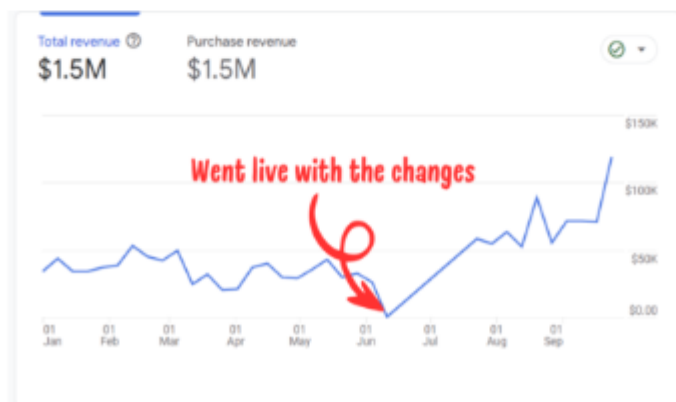 Total revenue
Purchase revenue
$1.5M
$1.5M
$150K
Went live with the changes
$100K
$50K
$0.00
01 01 01 01 01 01 01 01 01
Jan Feb Mar Apr May Jun Jul Aug Sep